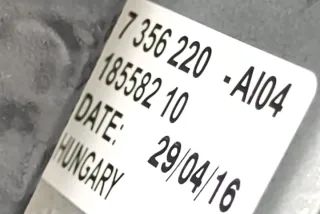 7 356 220 - AI04
185582 10
DATE: 29/04/16
HUNGARY